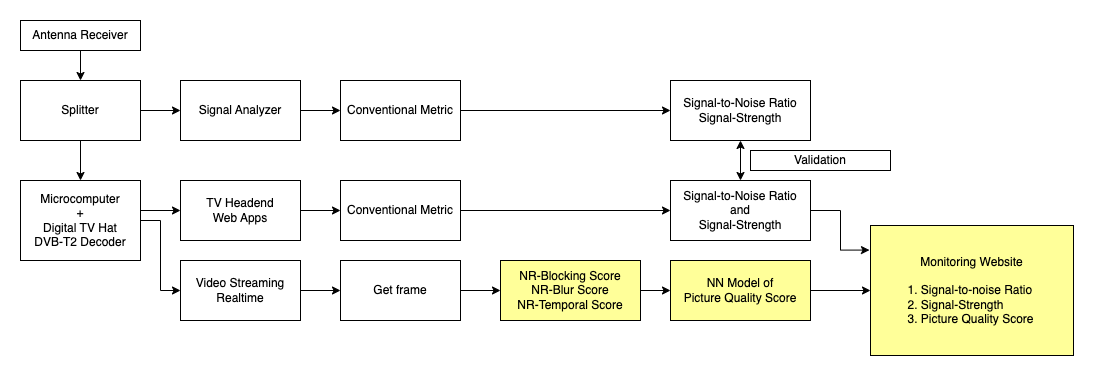 Antenna Receiver
Splitter
Signal Analyzer
Conventional Metric
Signal-to-Noise Ratio
Signal-Strength
Validation
Microcomputer
+
Digital TV Hat
DVB-T2 Decoder
TV Headend
Web Apps
Conventional Metric
Signal-to-Noise Ratio
and
Signal-Strength
Video Streaming
Realtime
Get frame
NR-Blocking Score
NR-Blur Score
NR-Temporal Score
NN Model of
Picture Quality Score
Monitoring Website
1. Signal-to-noise Ratio
2. Signal-Strength
3. Picture Quality Score